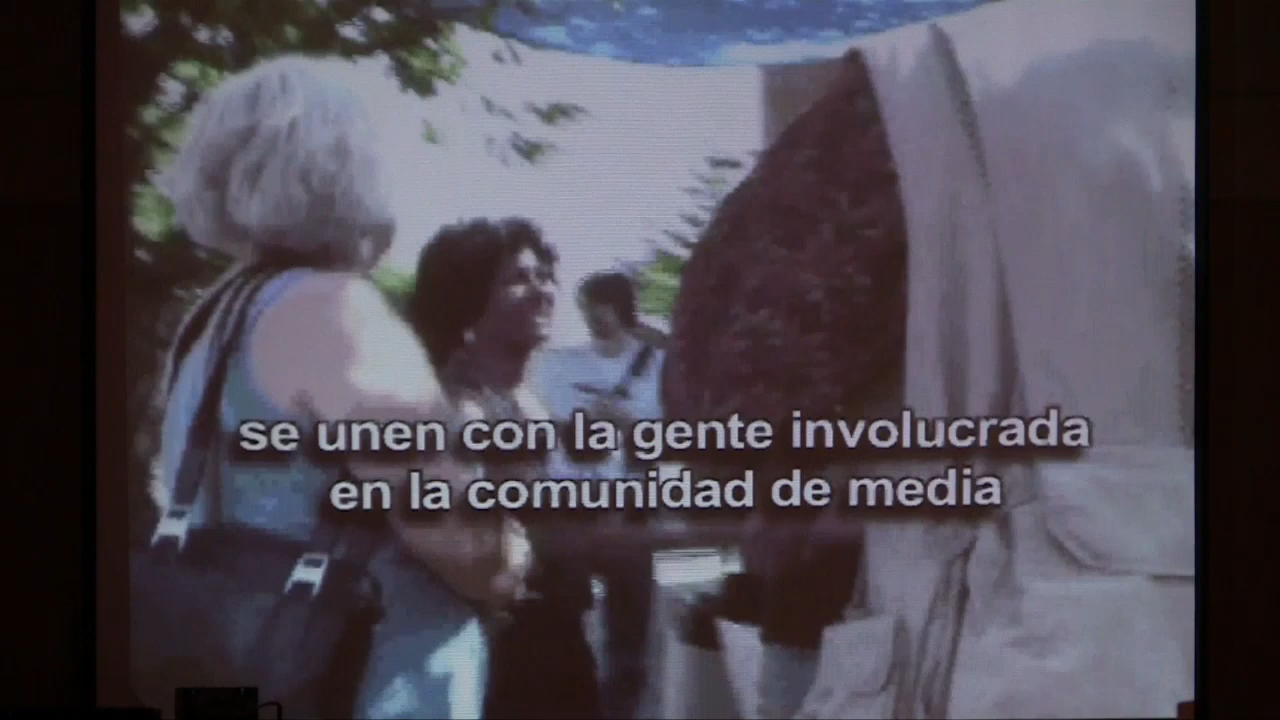 se unen con la gente involucrada
en la comunidad de media